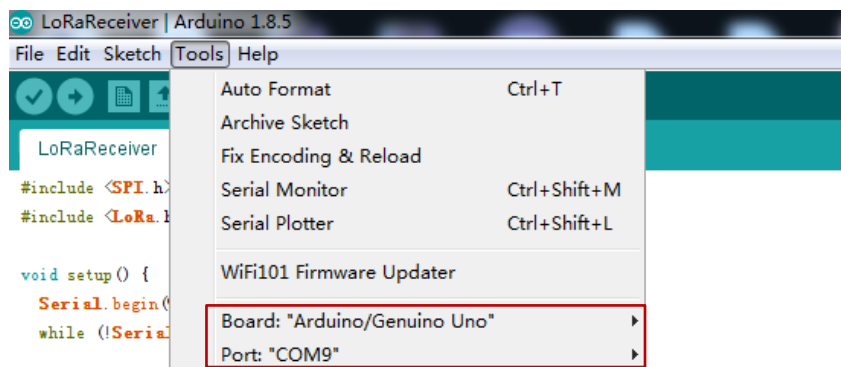 LoRaReceiver | Arduino 1.8.5
File Edit Sketch Tools Help
Auto Format Ctrl+T
Archive Sketch
Fix Encoding & Reload
Serial Monitor Ctrl+Shift+M
Serial Plotter Ctrl+Shift+L
WiFi101 Firmware Updater
Board: "Arduino/Genuino Uno"
Port: "COM9"
LoRaReceiver
#include <SPI.h>
#include <LoRa.h
void setup() {
Serial.begin(
while (!Serial